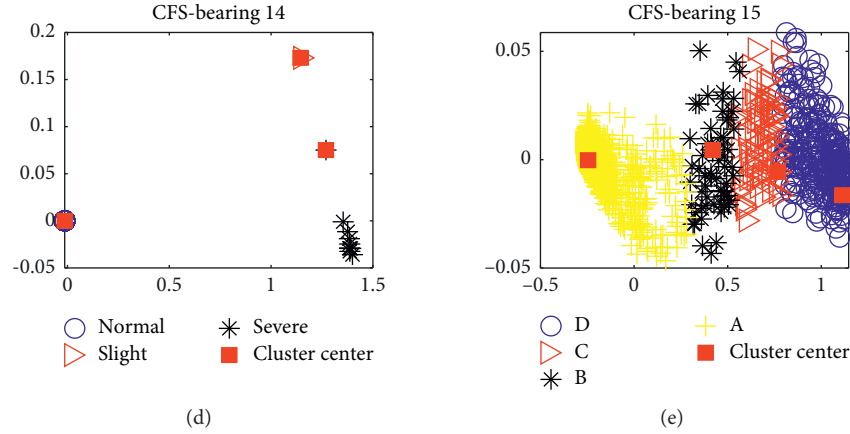 CFS-bearing 14
0.2
0.15
0.1
0.05
0
-0.05
0
0.5
1
1.5
Normal
Severe
Slight
Cluster center
(d)
CFS-bearing 15
0.05
0
−0.05
−0.5
0
0.5
1
D
A
C
Cluster center
B
(e)